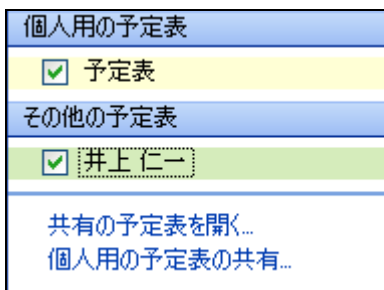 個人用の予定表
予定表
その他の予定表
井上 仁一
共有の予定表を開く...
個人用の予定表の共有...